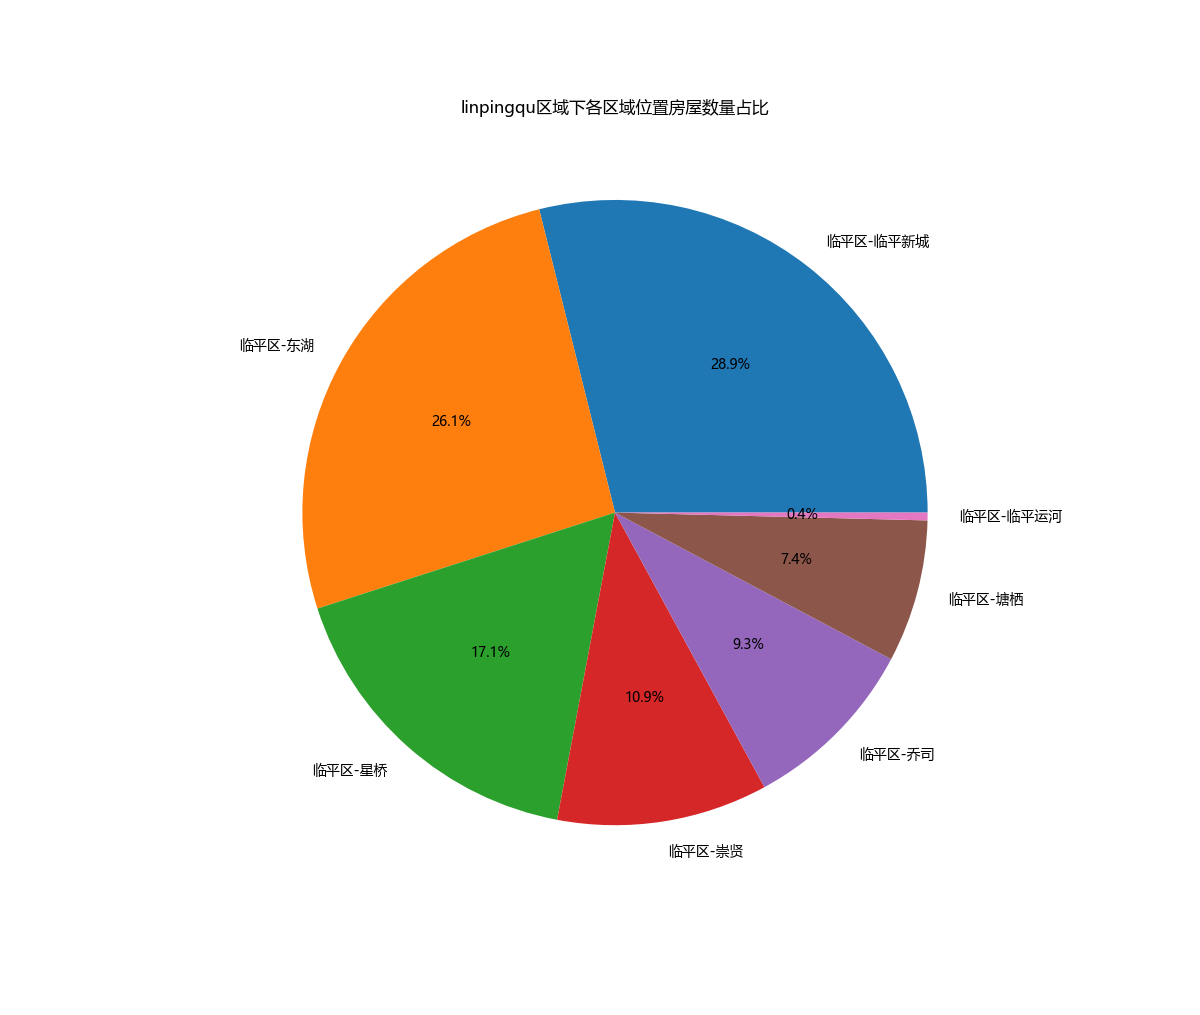 linpingqu区域下各区域位置房屋数量占比
临平区-临平新城
临平区-东湖
28.9%
26.1%
0.4%
临平区-临平运河
7.4%
临平区-塘栖
9.3%
17.1%
10.9%
临平区-乔司
临平区-星桥
临平区-崇贤